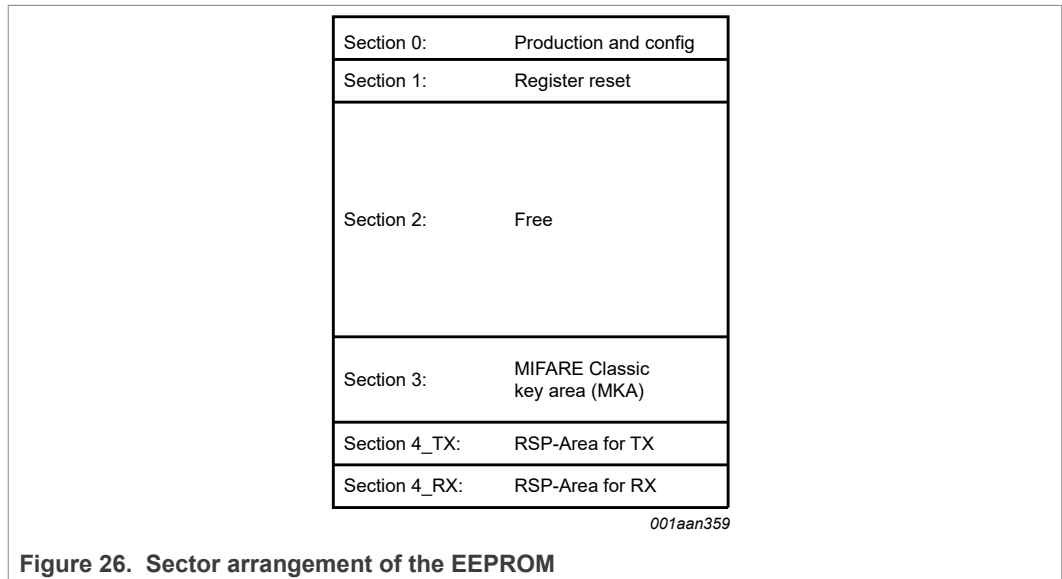 Section 0: Production and config
Section 1: Register reset
Section 2: Free
Section 3: MIFARE Classic
key area (MKA)
Section 4_TX: RSP-Area for TX
Section 4_RX: RSP-Area for RX
001aan359
Figure 26. Sector arrangement of the EEPROM